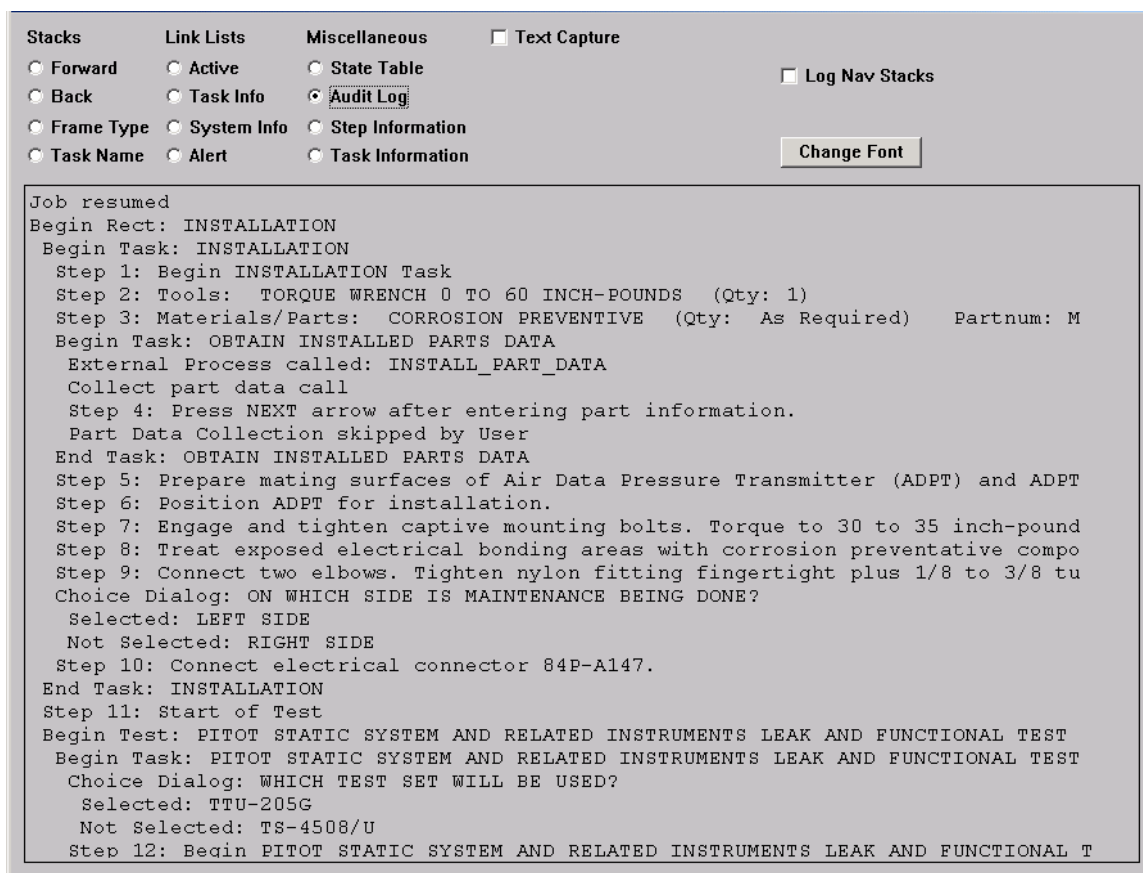 Stacks Link Lists Miscellaneous Text Capture
Forward Active State Table
Log Nav Stacks
Back Task Info Audit Log
Frame Type System Info Step Information
Task Name Alert Task Information
Change Font
Job resumed
Begin Rect: INSTALLATION
Begin Task: INSTALLATION
Step 1: Begin INSTALLATION Task
Step 2: Tools: TORQUE WRENCH 0 TO 60 INCH-POUNDS (Qty: 1)
Step 3: Materials/Parts: CORROSION PREVENTIVE (Qty: As Required) Partnum: M
Begin Task: OBTAIN INSTALLED PARTS DATA
External Process called: INSTALL_PART_DATA
Collect part data call
Step 4: Press NEXT arrow after entering part information.
Part Data Collection skipped by User
End Task: OBTAIN INSTALLED PARTS DATA
Step 5: Prepare mating surfaces of Air Data Pressure Transmitter (ADPT) and ADPT
Step 6: Position ADPT for installation.
Step 7: Engage and tighten captive mounting bolts. Torque to 30 to 35 inch-pound
Step 8: Treat exposed electrical bonding areas with corrosion preventative compo
Step 9: Connect two elbows. Tighten nylon fitting fingertight plus 1/8 to 3/8 tu
Choice Dialog: ON WHICH SIDE IS MAINTENANCE BEING DONE?
Selected: LEFT SIDE
Not Selected: RIGHT SIDE
Step 10: Connect electrical connector 84P-A147.
End Task: INSTALLATION
Step 11: Start of Test
Begin Test: PITOT STATIC SYSTEM AND RELATED INSTRUMENTS LEAK AND FUNCTIONAL TEST
Begin Task: PITOT STATIC SYSTEM AND RELATED INSTRUMENTS LEAK AND FUNCTIONAL TEST
Choice Dialog: WHICH TEST SET WILL BE USED?
Selected: TTU-205G
Not Selected: TS-4508/U
Step 12: Begin PITOT STATIC SYSTEM AND RELATED INSTRUMENTS LEAK AND FUNCTIONAL T